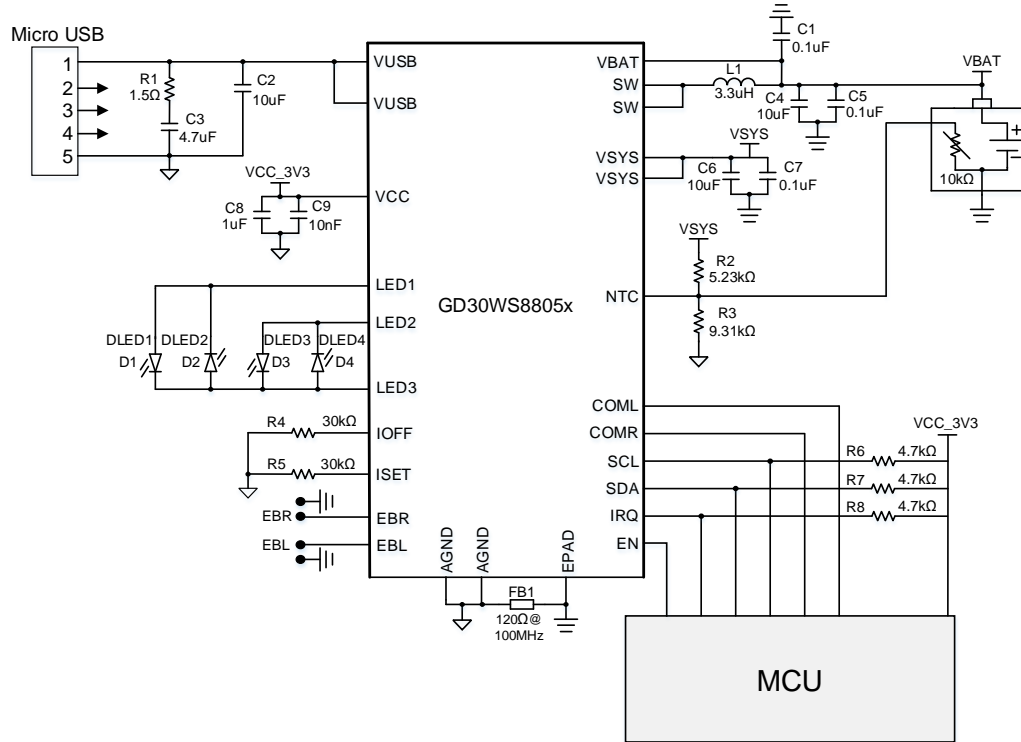 Micro USB
1
2
3
4
5
R1
1.5Ω
C3
4.7uF
C2
10uF
VUSB
VUSB
VCC_3V3
C8
1uF
C9
10nF
VCC
LED1
LED2
LED3
DLED1
D1
DLED2
D2
DLED3
D3
DLED4
D4
R4
30kΩ
IOFF
R5
30kΩ
ISET
EBR
EBR
EBL
EBL
AGND
AGND
EPAD
FB1
120Ω@
100MHz
GD30WS8805x
VBAT
SW
SW
C1
0.1uF
L1
3.3uH
C4
10uF
C5
0.1uF
VBAT
+
10kΩ
VSYS
VSYS
VSYS
C6
10uF
C7
0.1uF
VSYS
R2
5.23kΩ
NTC
R3
9.31kΩ
COML
COMR
SCL
SDA
IRQ
EN
VCC_3V3
R6
4.7kΩ
R7
4.7kΩ
R8
4.7kΩ
MCU